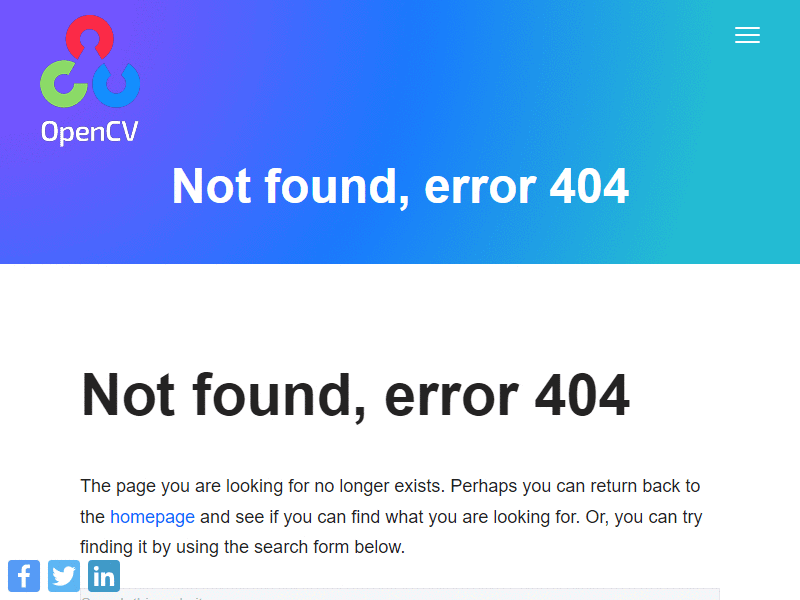 OpenCV
Not found, error 404
Not found, error 404
The page you are looking for no longer exists. Perhaps you can return back to
the homepage and see if you can find what you are looking for. Or, you can try
finding it by using the search form below.